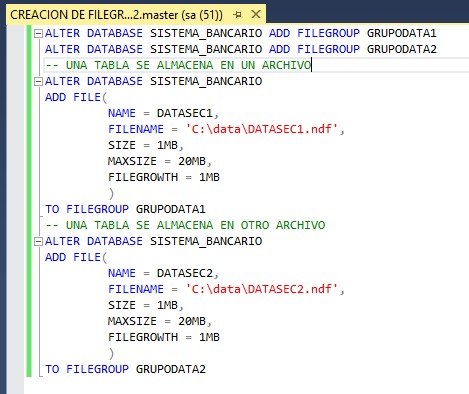 CREACION DE FILEGR...2.master (sa (51))
ALTER DATABASE SISTEMA_BANCARIO ADD FILEGROUP GRUPODATA1
ALTER DATABASE SISTEMA_BANCARIO ADD FILEGROUP GRUPODATA2
-- UNA TABLA SE ALMACENA EN UN ARCHIVO
ALTER DATABASE SISTEMA_BANCARIO
ADD FILE(
NAME = DATASEC1,
FILENAME = 'C:\data\DATASEC1.ndf',
SIZE = 1MB,
MAXSIZE = 20MB,
FILEGROWTH = 1MB
)
TO FILEGROUP GRUPODATA1
-- UNA TABLA SE ALMACENA EN OTRO ARCHIVO
ALTER DATABASE SISTEMA_BANCARIO
ADD FILE(
NAME = DATASEC2,
FILENAME = 'C:\data\DATASEC2.ndf',
SIZE = 1MB,
MAXSIZE = 20MB,
FILEGROWTH = 1MB
)
TO FILEGROUP GRUPODATA2